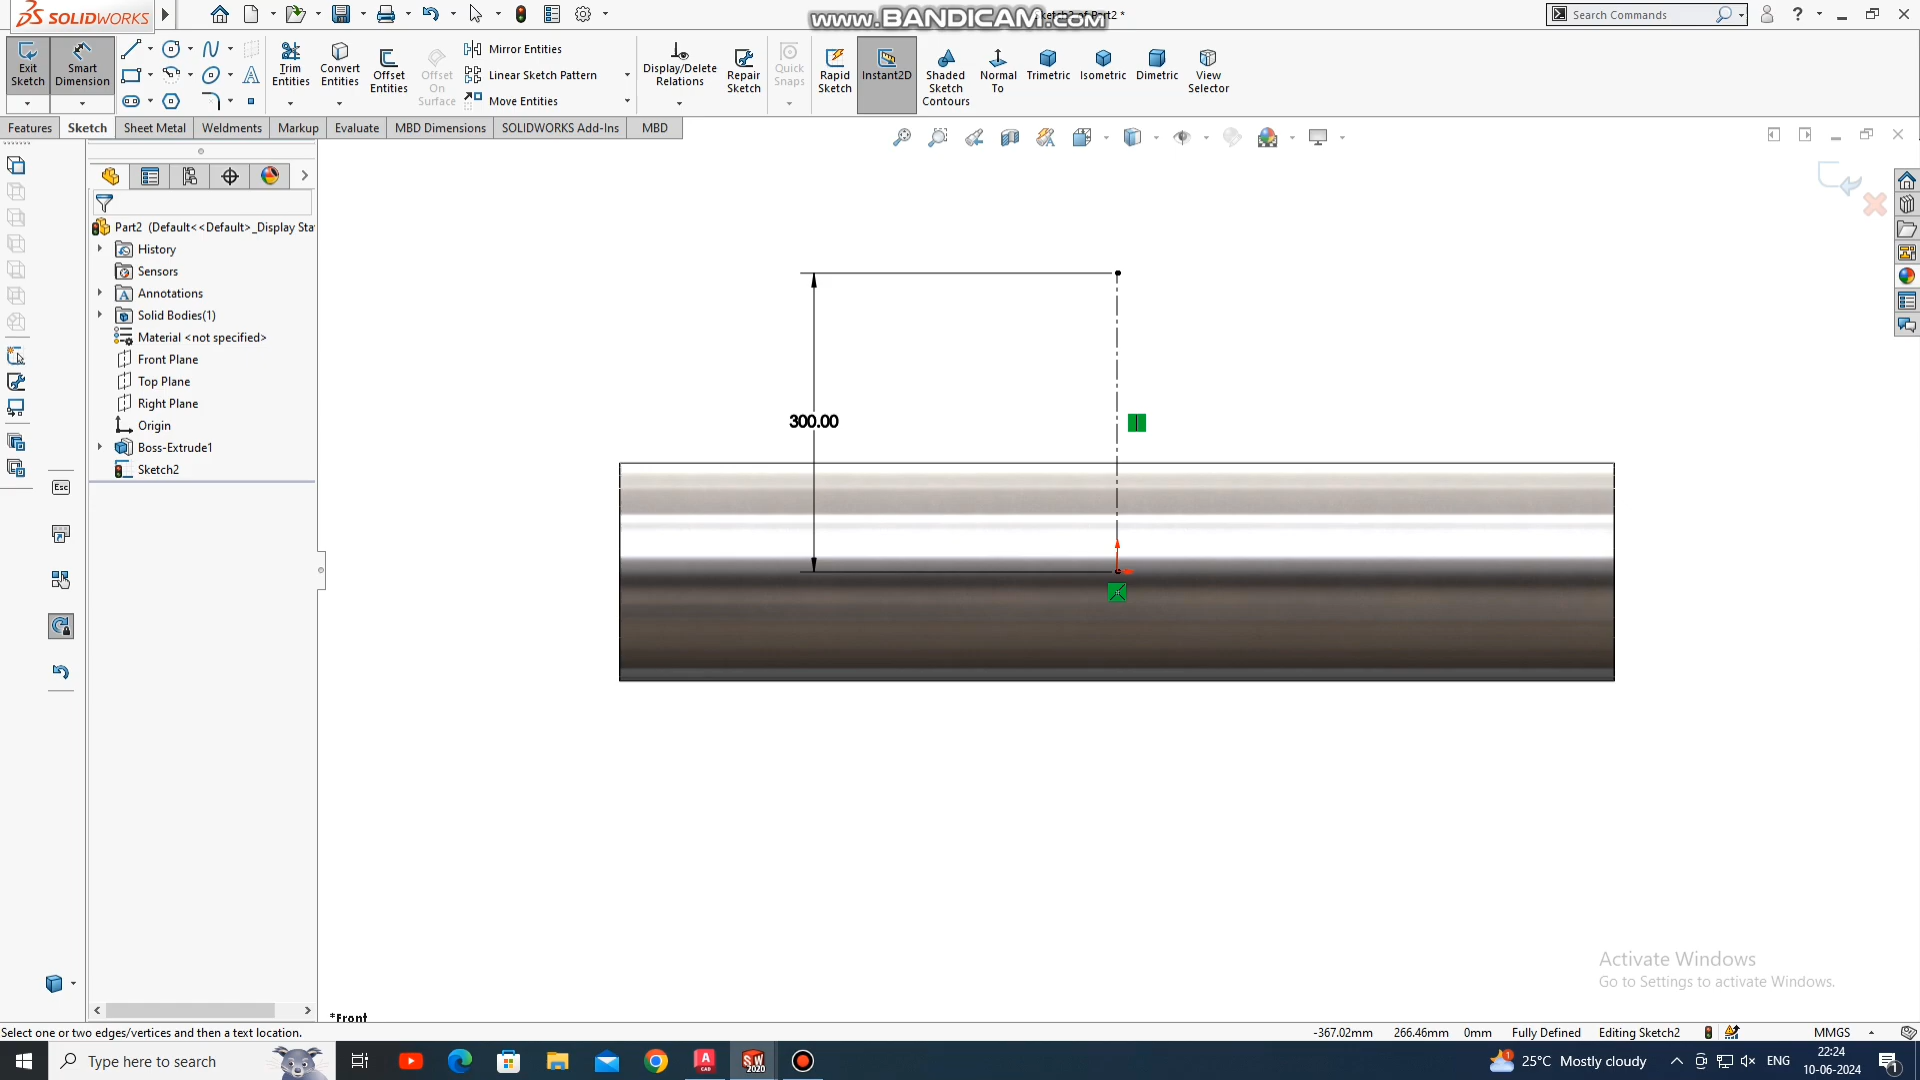 SOLIDWORKS
www.BANDICAM.com
of Part2 *
Search Commands
Exit Sketch
Smart Dimension
Trim Entities
Convert Entities
Offset Entities
Offset On Surface
Mirror Entities
Linear Sketch Pattern
Move Entities
Display/Delete Relations
Repair Sketch
Quick Snaps
Rapid Sketch
Instant2D
Shaded Sketch Contours
Normal To
Trimetric
Isometric
Dimetric
View Selector
Features
Sketch
Sheet Metal
Weldments
Markup
Evaluate
MBD Dimensions
SOLIDWORKS Add-Ins
MBD
Part2 (Default<<Default>_Display Sta
History
Sensors
Annotations
Solid Bodies(1)
Material <not specified>
Front Plane
Top Plane
Right Plane
Origin
Boss-Extrude1
Sketch2
Esc
300.00
*Front
Activate Windows
Go to Settings to activate Windows.
Select one or two edges/vertices and then a text location.
-367.02mm 266.46mm 0mm Fully Defined Editing Sketch2 MMGS
Type here to search
25°C Mostly cloudy
ENG
22:24
10-06-2024